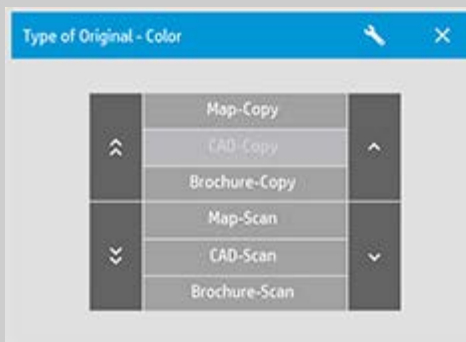 Type of Original - Color
Map-Copy
CAD-Copy
Brochure-Copy
Map-Scan
CAD-Scan
Brochure-Scan